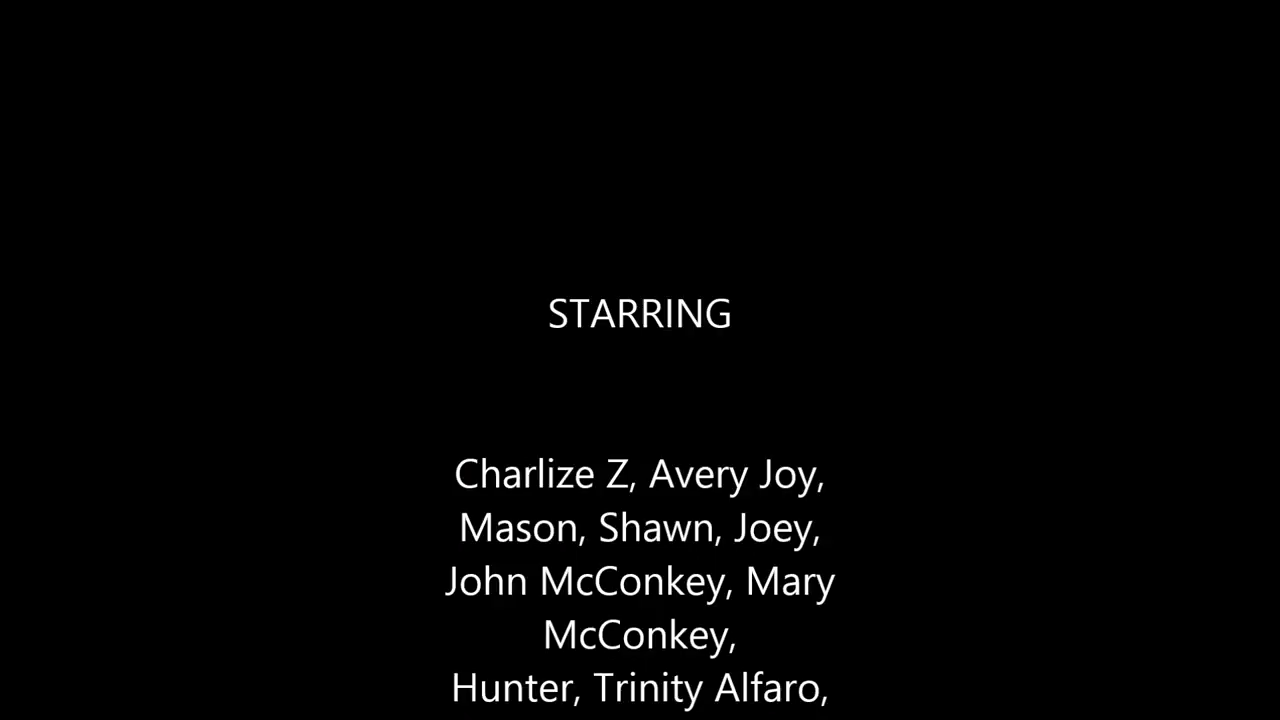 STARRING
Charlize Z, Avery Joy,
Mason, Shawn, Joey,
John McConkey, Mary
McConkey,
Hunter, Trinity Alfaro,